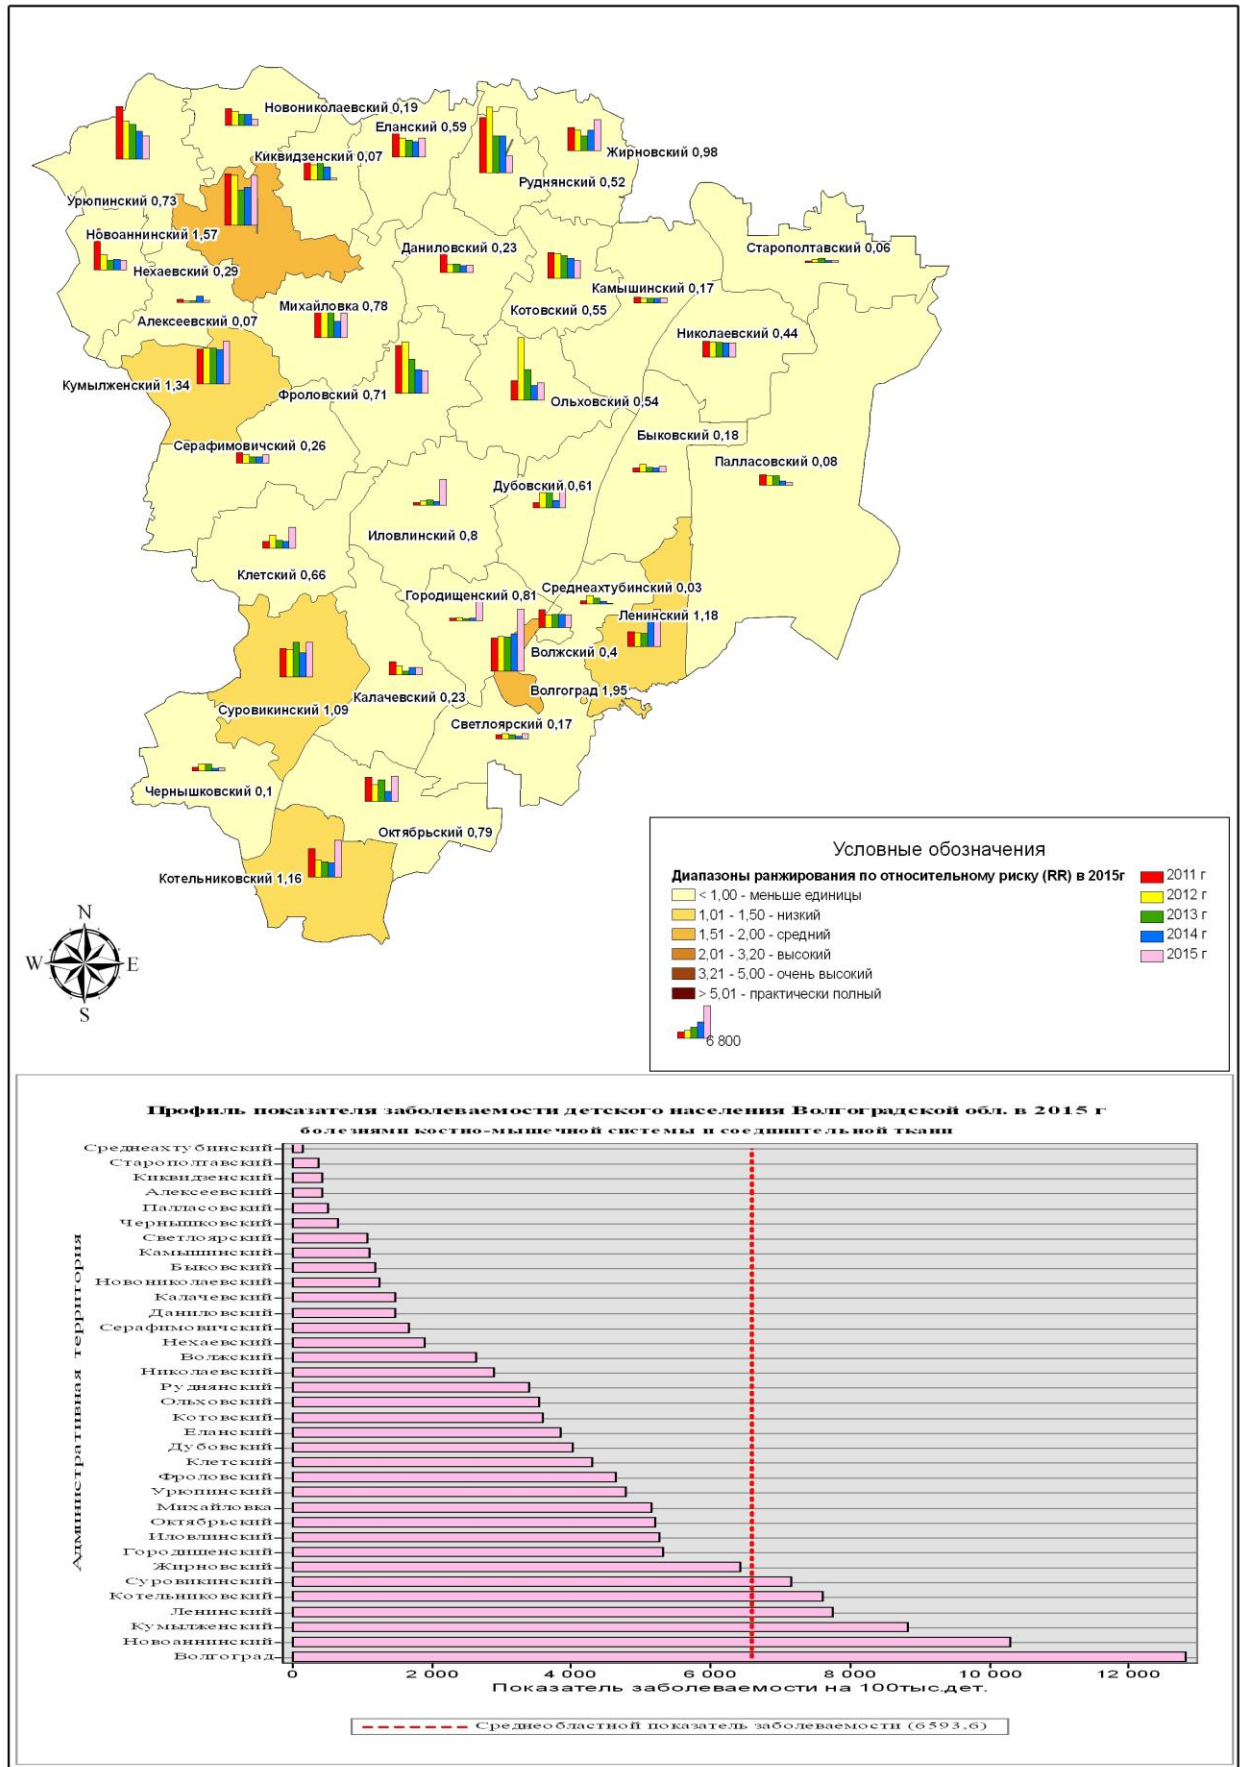 Новониколаевский 0,19
Еланский 0,59
Жирновский 0,98
Киквидзенский 0,07
Руднянский 0,52
Урюпинский 0,73
Новоаннинский 1,57
Нехаевский 0,29
Даниловский 0,23
Старополтавский 0,06
Камышинский 0,17
Михайловка 0,78
Котовский 0,55
Алексеевский 0,07
Николаевский 0,44
Кумылженский 1,34
Фроловский 0,71
Ольховский 0,54
Быковский 0,18
Серафимовичский 0,26
Палласовский 0,08
Дубовский 0,61
Иловлинский 0,8
Клетский 0,66
Городищенский 0,81
Среднеахтубинский 0,03
Ленинский 1,18
Волжский 0,4
Волгоград 1,95
Калачевский 0,23
Суровикинский 1,09
Светлоярский 0,17
Чернышковский 0,1
Октябрьский 0,79
Котельниковский 1,16
N
W E
S
Условные обозначения
Диапазоны ранжирования по относительному риску (RR) в 2015г
< 1,00 - меньше единицы
1,01 - 1,50 - низкий
1,51 - 2,00 - средний
2,01 - 3,20 - высокий
3,21 - 5,00 - очень высокий
> 5,01 - практически полный
6 800
2011 г
2012 г
2013 г
2014 г
2015 г
Профиль показателя заболеваемости детского населения Волгоградской обл. в 2015 г
болезнями костно-мышечной системы и соединительной ткани
Административная территория
Среднеахтубинский
Старополтавский
Киквидзенский
Алексеевский
Палласовский
Чернышковский
Светлоярский
Камышинский
Быковский
Новониколаевский
Калачевский
Даниловский
Серафимовичский
Нехаевский
Волжский
Николаевский
Руднянский
Ольховский
Котовский
Еланский
Дубовский
Клетский
Фроловский
Урюпинский
Михайловка
Октябрьский
Иловлинский
Городишенский
Жирновский
Суровикинский
Котельниковский
Ленинский
Кумылженский
Новоаннинский
Волгоград
0 2 000 4 000 6 000 8 000 10 000 12 000
Показатель заболеваемости на 100тыс.дет.
Среднеобластной показатель заболеваемости (6593.6)